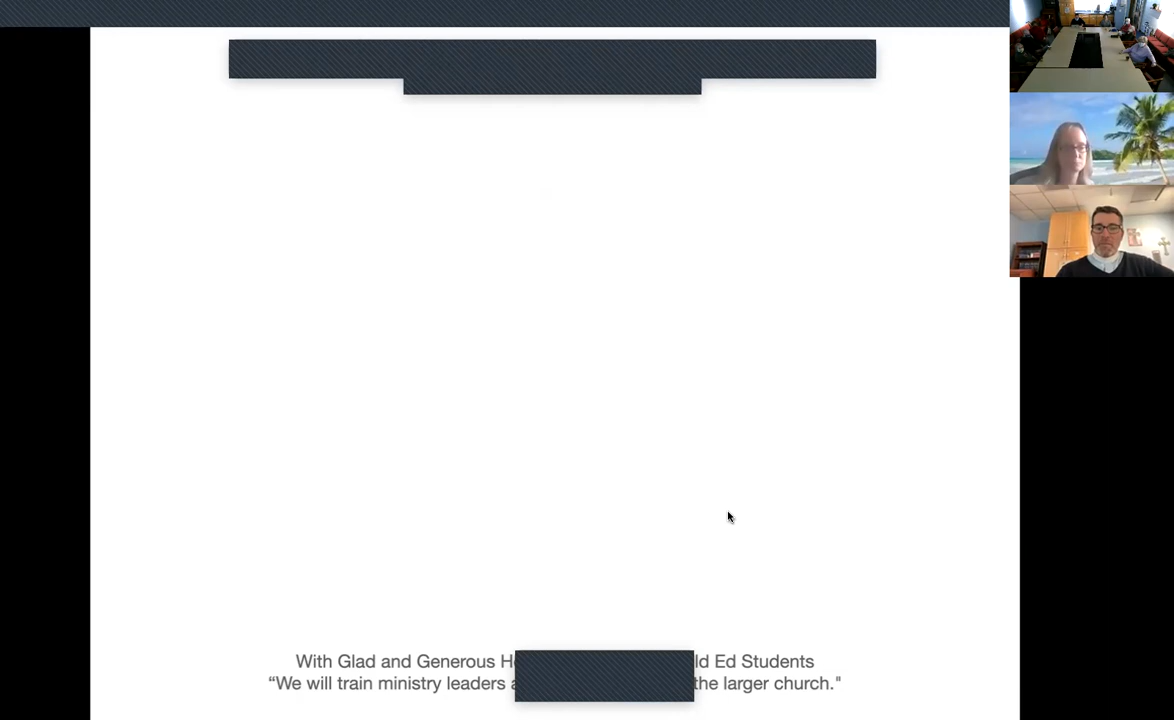 With Glad and Generous ld Ed Students
“We will train ministry leaders the larger church."